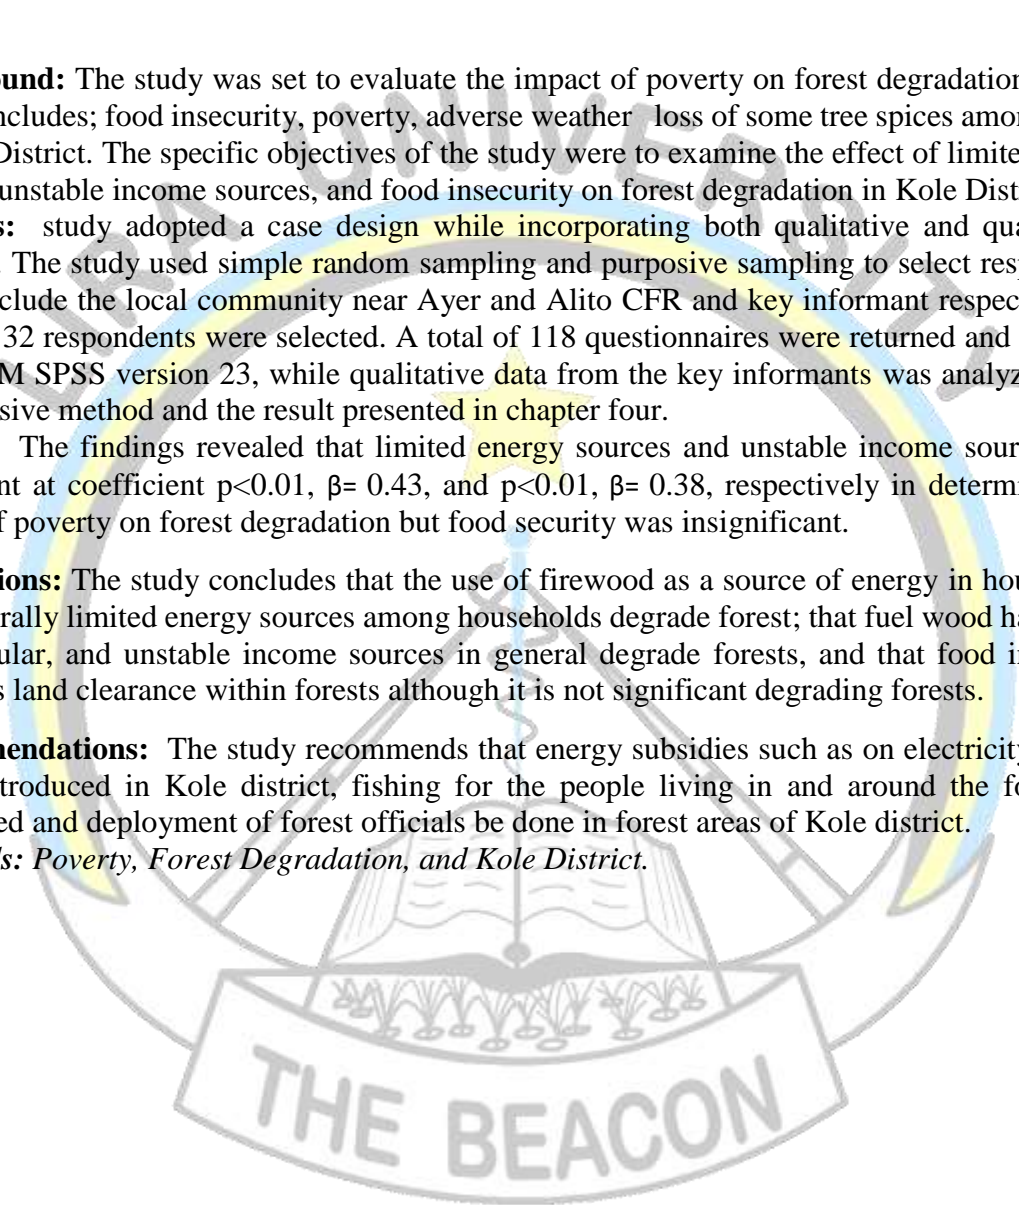 ound: The study was set to evaluate the impact of poverty on forest degradation
ncludes; food insecurity, poverty, adverse weather loss of some tree spices amon
District. The specific objectives of the study were to examine the effect of limite
unstable income sources, and food insecurity on forest degradation in Kole Dist
s: study adopted a case design while incorporating both qualitative and qua
. The study used simple random sampling and purposive sampling to select resp
clude the local community near Ayer and Alito CFR and key informant respec
32 respondents were selected. A total of 118 questionnaires were returned and
M SPSS version 23, while qualitative data from the key informants was analyz
sive method and the result presented in chapter four.
The findings revealed that limited energy sources and unstable income sour
nt at coefficient p<0.01, β= 0.43, and p<0.01, β= 0.38, respectively in determi
f poverty on forest degradation but food security was insignificant.
ions: The study concludes that the use of firewood as a source of energy in hou
rally limited energy sources among households degrade forest; that fuel wood ha
ular, and unstable income sources in general degrade forests, and that food i
s land clearance within forests although it is not significant degrading forests.
nendations: The study recommends that energy subsidies such as on electricity
troduced in Kole district, fishing for the people living in and around the fo
ed and deployment of forest officials be done in forest areas of Kole district.
ls: Poverty, Forest Degradation, and Kole District.
LIRA UNIVERSITY
THE BEACON